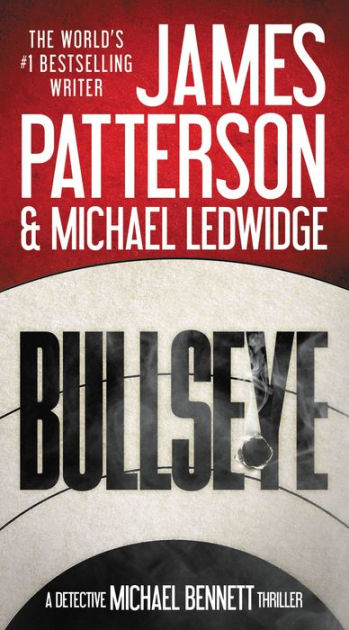 THE WORLD'S
#1 BESTSELLING
WRITER
JAMES
PATTERSON
& MICHAEL LEDWIDGE
BULLSEYE
A DETECTIVE MICHAEL BENNETT THRILLER